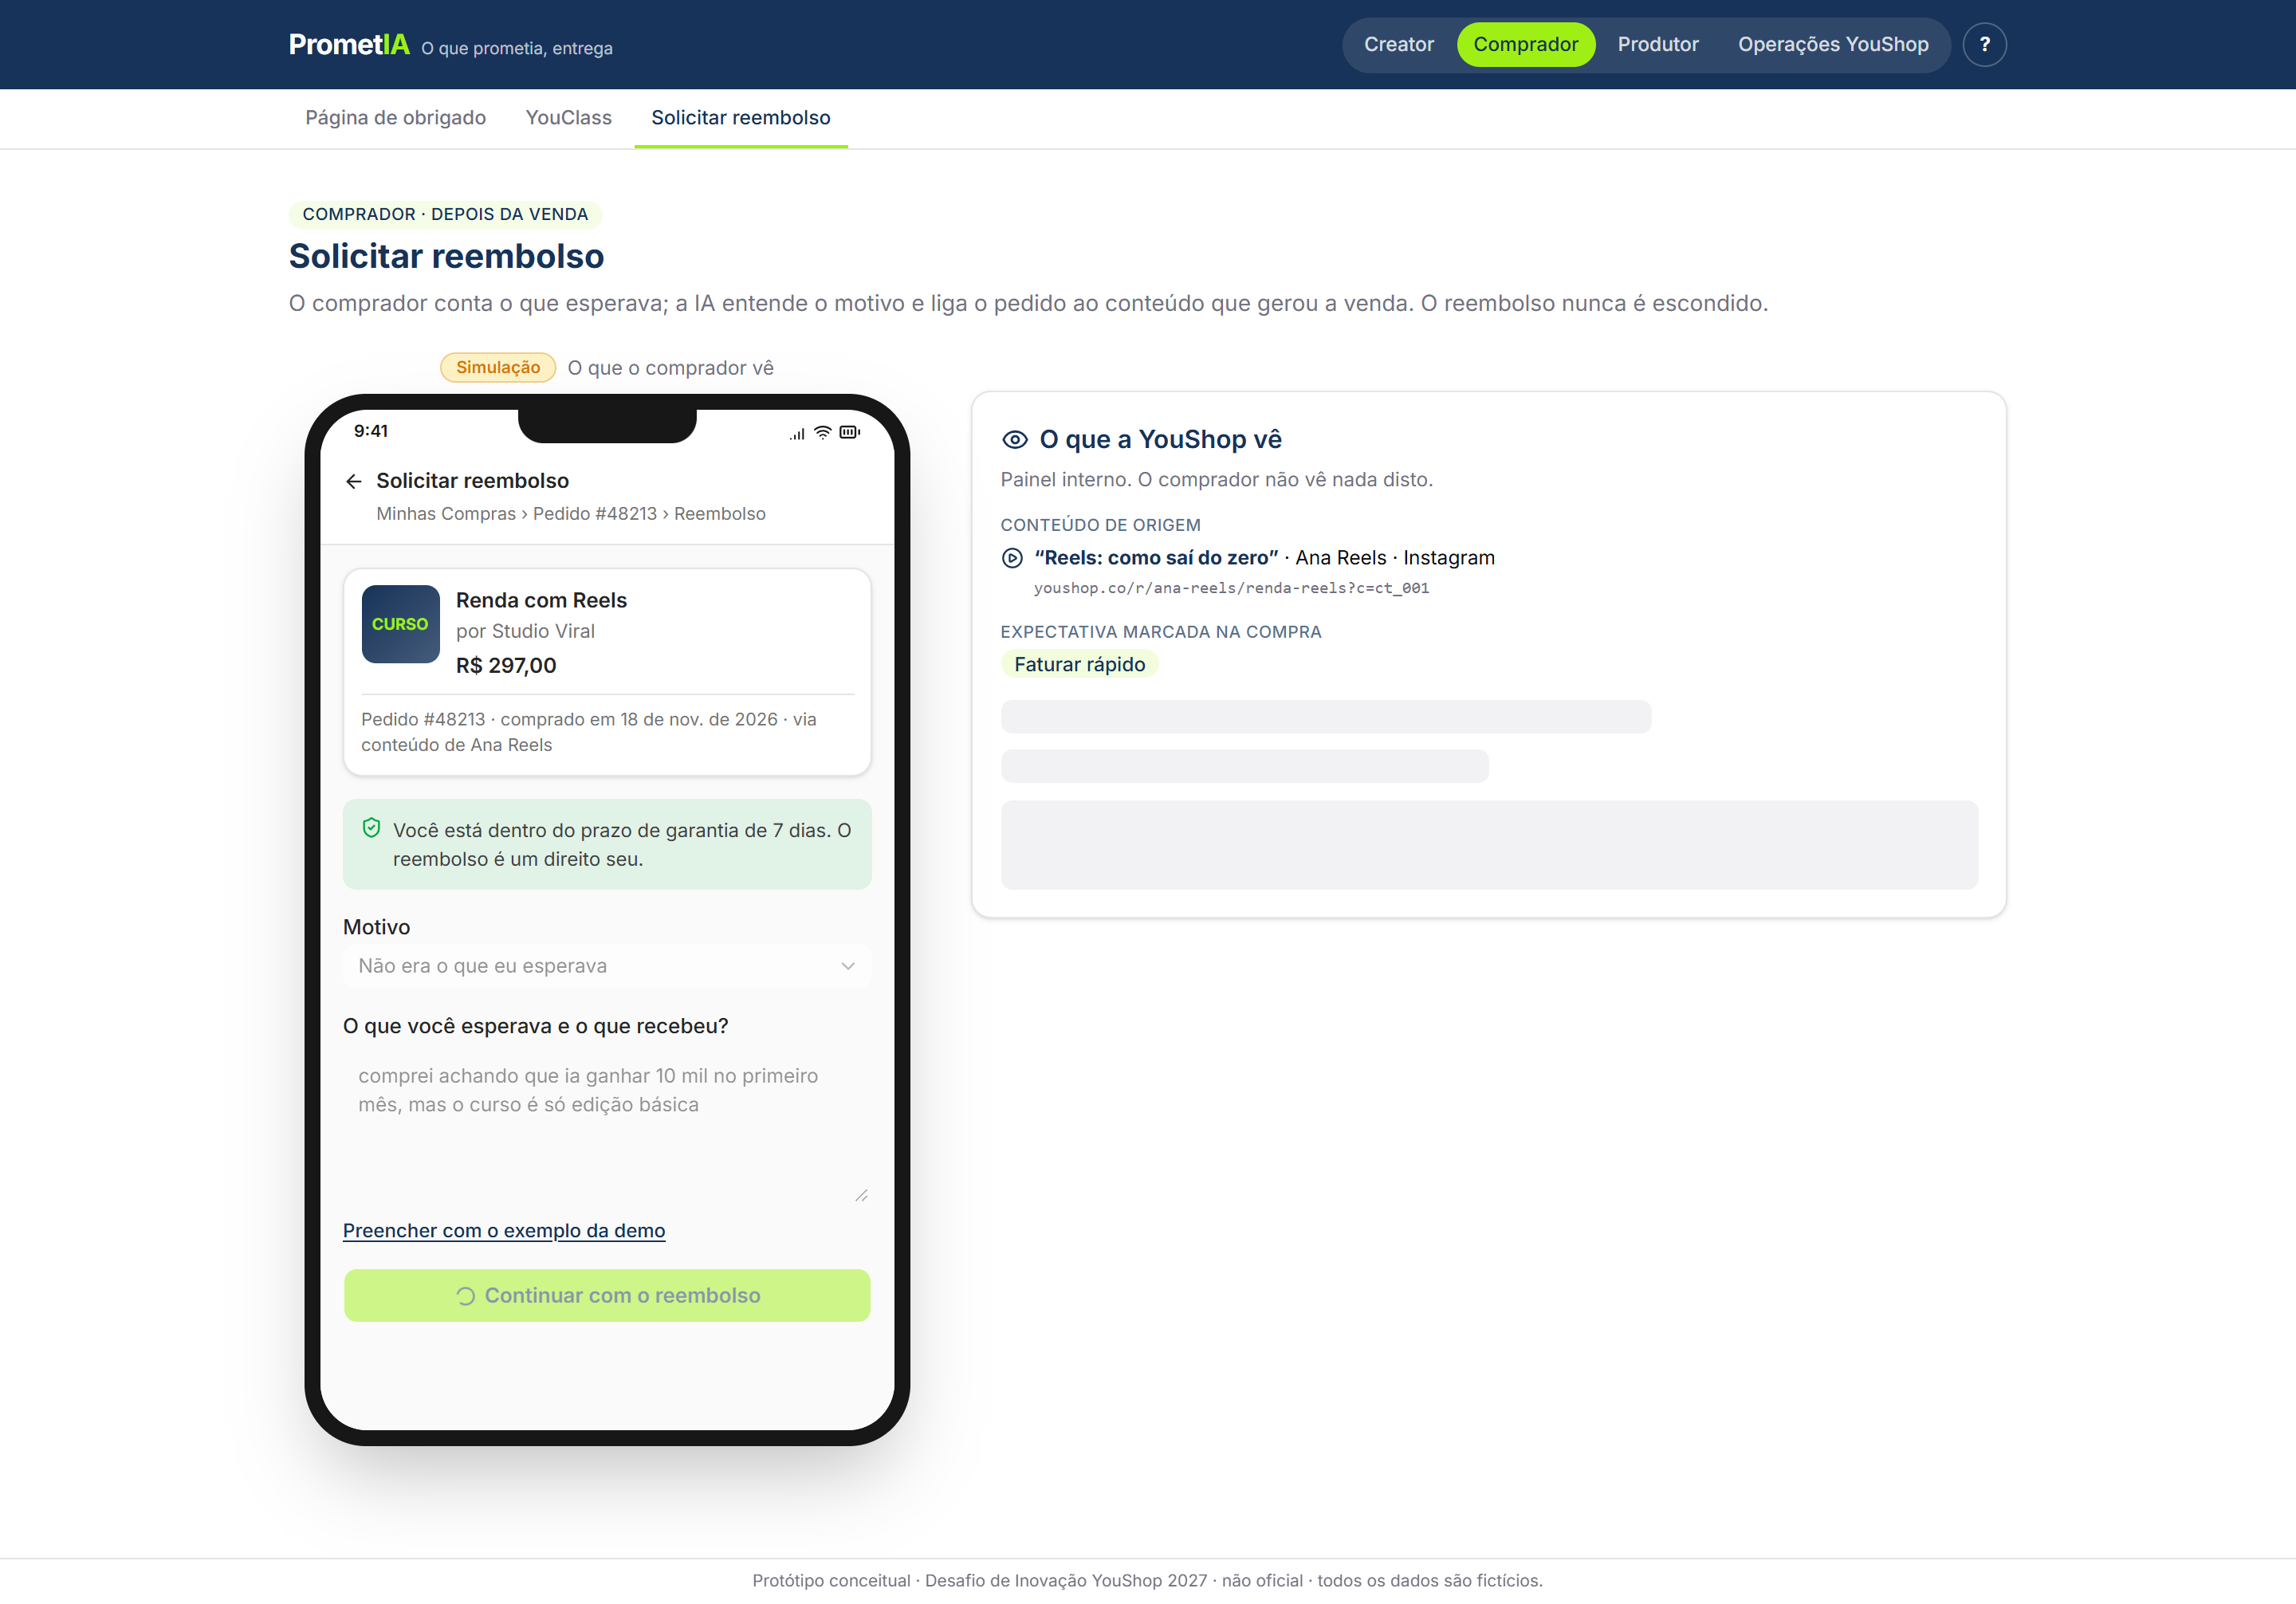 PrometIA O que prometia, entrega
Creator Comprador Produtor Operações YouShop ?
Página de obrigado YouClass Solicitar reembolso
COMPRADOR · DEPOIS DA VENDA
Solicitar reembolso
O comprador conta o que esperava; a IA entende o motivo e liga o pedido ao conteúdo que gerou a venda. O reembolso nunca é escondido.
Simulação O que o comprador vê
9:41
Solicitar reembolso
Minhas Compras › Pedido #48213 › Reembolso
CURSO
Renda com Reels
por Studio Viral
R$ 297,00
Pedido #48213 · comprado em 18 de nov. de 2026 · via
conteúdo de Ana Reels
Você está dentro do prazo de garantia de 7 dias. O
reembolso é um direito seu.
Motivo
Não era o que eu esperava
O que você esperava e o que recebeu?
comprei achando que ia ganhar 10 mil no primeiro
mês, mas o curso é só edição básica
Preencher com o exemplo da demo
Continuar com o reembolso
O que a YouShop vê
Painel interno. O comprador não vê nada disto.
CONTEÚDO DE ORIGEM
“Reels: como saí do zero” · Ana Reels · Instagram
youshop.co/r/ana-reels/renda-reels?c=ct_001
EXPECTATIVA MARCADA NA COMPRA
Faturar rápido
Protótipo conceitual · Desafio de Inovação YouShop 2027 · não oficial · todos os dados são fictícios.